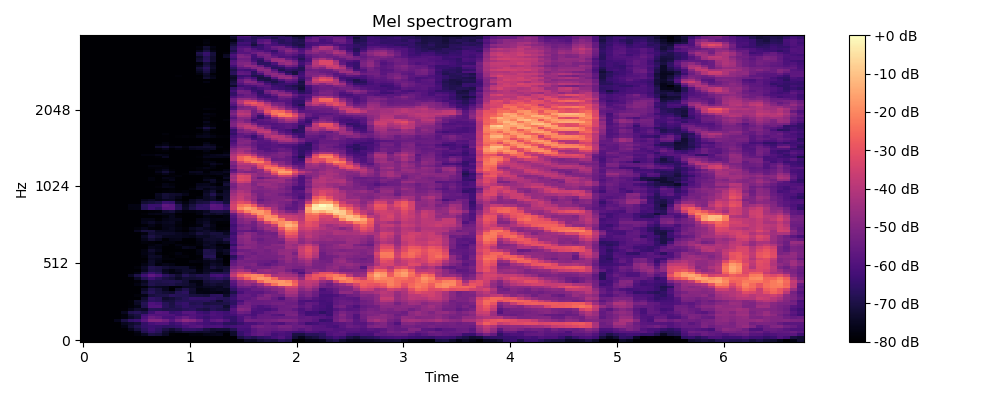 Mel spectrogram
+0 dB
-10 dB
-20 dB
-30 dB
-40 dB
-50 dB
-60 dB
-70 dB
-80 dB
2048
1024
512
0
Hz
0 1 2 3 4 5 6
Time